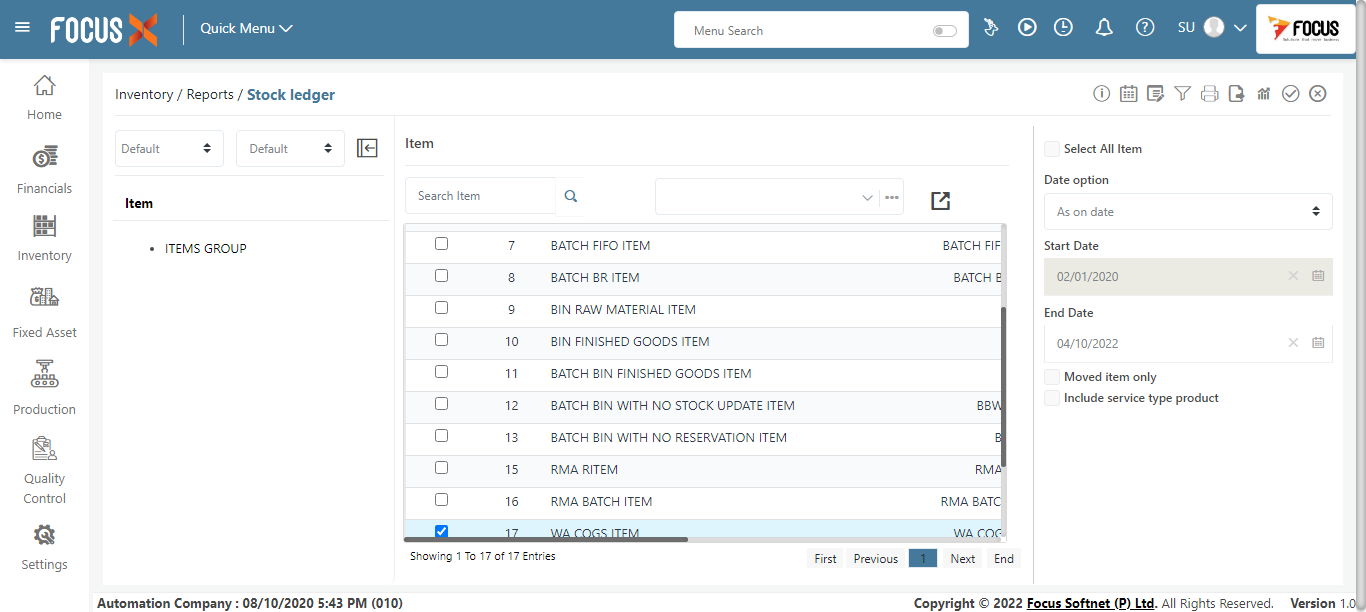 FOCUS X Quick Menu Menu Search SU FOCUS
Home
Financials
Inventory
Fixed Asset
Production
Quality
Control
Settings
Inventory / Reports / Stock ledger
Default Default
Item
ITEMS GROUP
Item
Search Item
7 BATCH FIFO ITEM BATCH FIF
8 BATCH BR ITEM BATCH B
9 BIN RAW MATERIAL ITEM
10 BIN FINISHED GOODS ITEM
11 BATCH BIN FINISHED GOODS ITEM
12 BATCH BIN WITH NO STOCK UPDATE ITEM BBW
13 BATCH BIN WITH NO RESERVATION ITEM B
15 RMA RITEM RMA
16 RMA BATCH ITEM RMA BATC
17 WA COGS ITEM WA COG
Showing 1 To 17 of 17 Entries
First Previous 1 Next End
Select All Item
Date option
As on date
Start Date
02/01/2020
End Date
04/10/2022
Moved item only
Include service type product
Automation Company : 08/10/2020 5:43 PM (010)
Copyright © 2022 Focus Softnet (P) Ltd. All Rights Reserved. Version 1.0